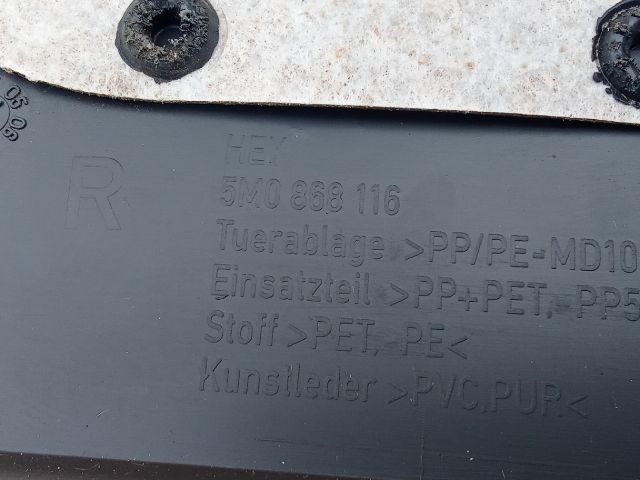 HEY
R
5M0 868 116
Tuerablage >PP/PE-MD10
Einsatzteil >PP+PET, PP5
Stoff >PET, PE<
Kunstleder >PVC,PUR<